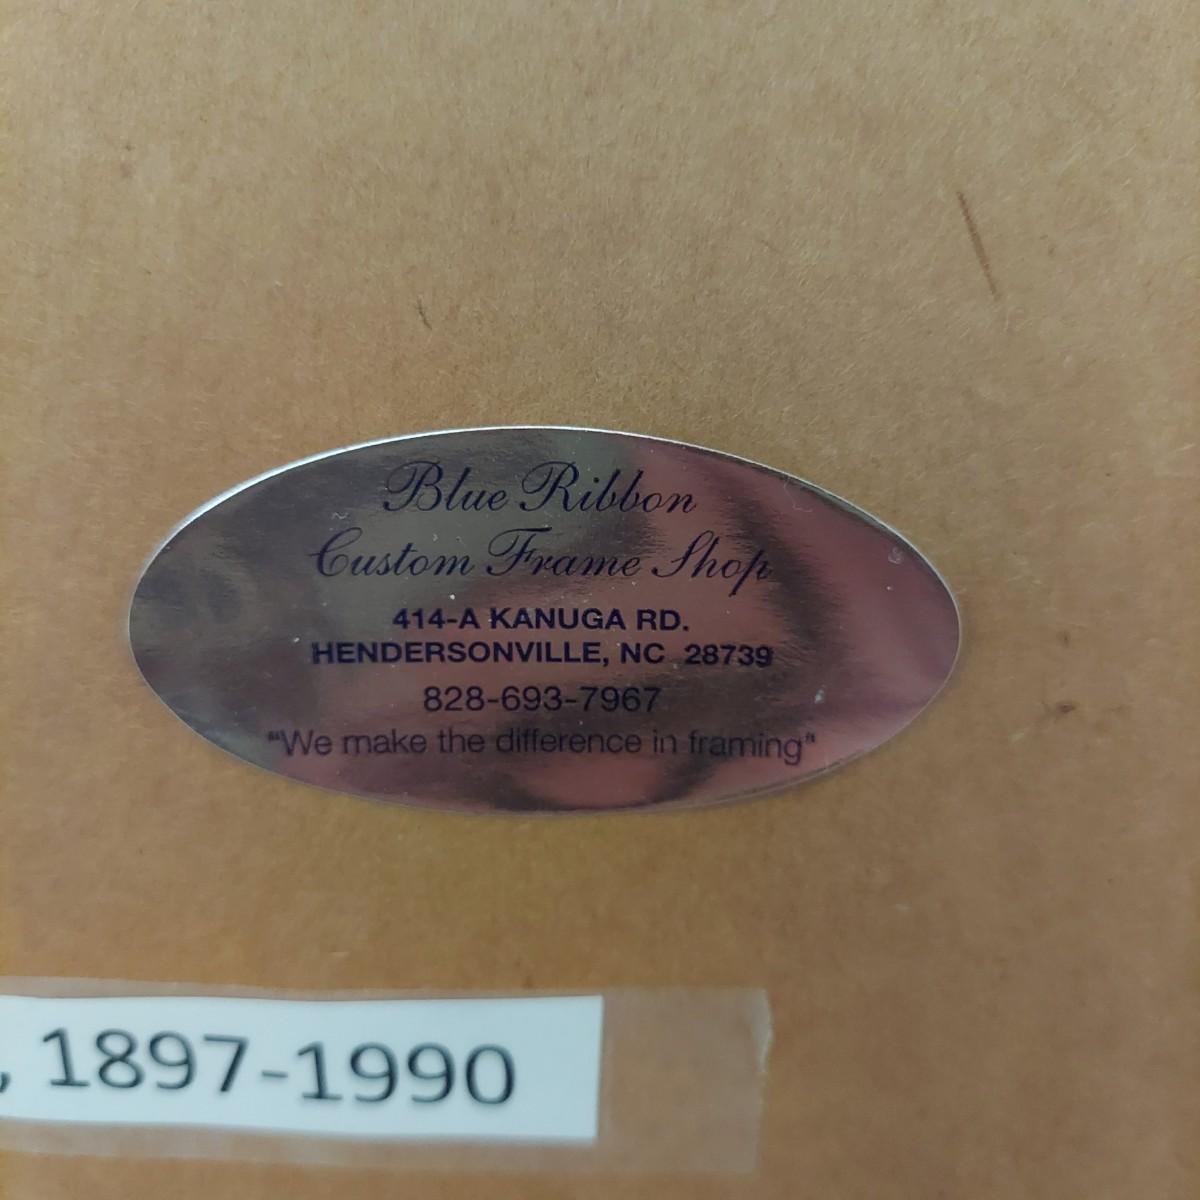 Blue Ribbon
Custom Frame Shop
414-A KANUGA RD.
HENDERSONVILLE, NC 28739
828-693-7967
"We make the difference in framing"
, 1897-1990